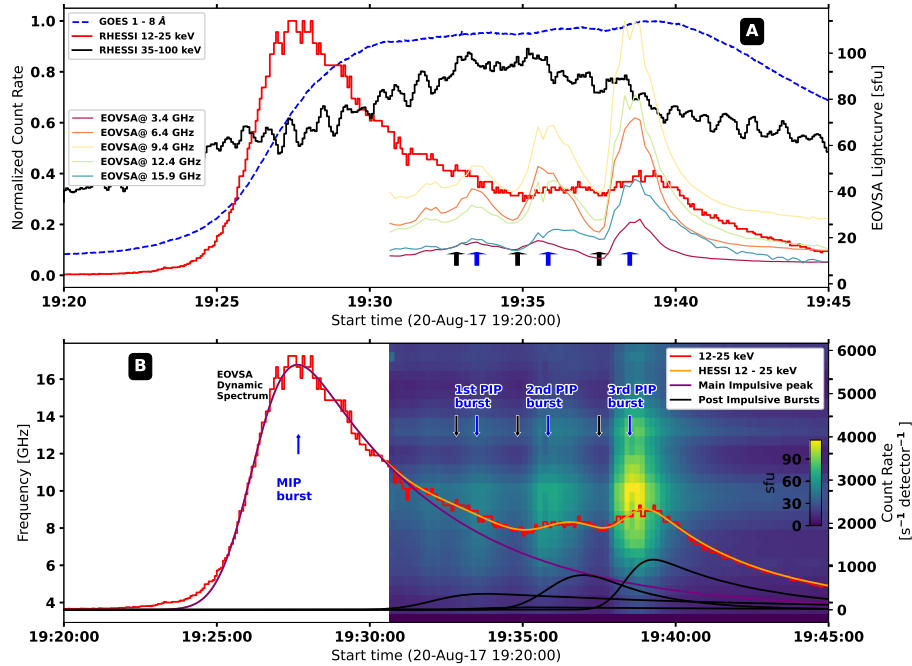 GOES 1 - 8 Å
RHESSI 12-25 keV
RHESSI 35-100 keV
EOVSA@ 3.4 GHz
EOVSA@ 6.4 GHz
EOVSA@ 9.4 GHz
EOVSA@ 12.4 GHz
EOVSA@ 15.9 GHz
A
Normalized Count Rate
1.0
0.8
0.6
0.4
0.2
0.0
EOVSA Lightcurve [sfu]
100
80
60
40
20
0
19:20
19:25
19:30
19:35
19:40
19:45
Start time (20-Aug-17 19:20:00)
B
EOVSA
Dynamic
Spectrum
MIP
burst
1st PIP
burst
2nd PIP
burst
3rd PIP
burst
12-25 keV
HESSI 12 - 25 keV
Main Impulsive peak
Post Impulsive Bursts
sfu
90
60
30
0
Frequency [GHz]
16
14
12
10
8
6
4
Count Rate
[s⁻¹ detector⁻¹]
6000
5000
4000
3000
2000
1000
0
19:20:00
19:25:00
19:30:00
19:35:00
19:40:00
19:45:00
Start time (20-Aug-17 19:20:00)